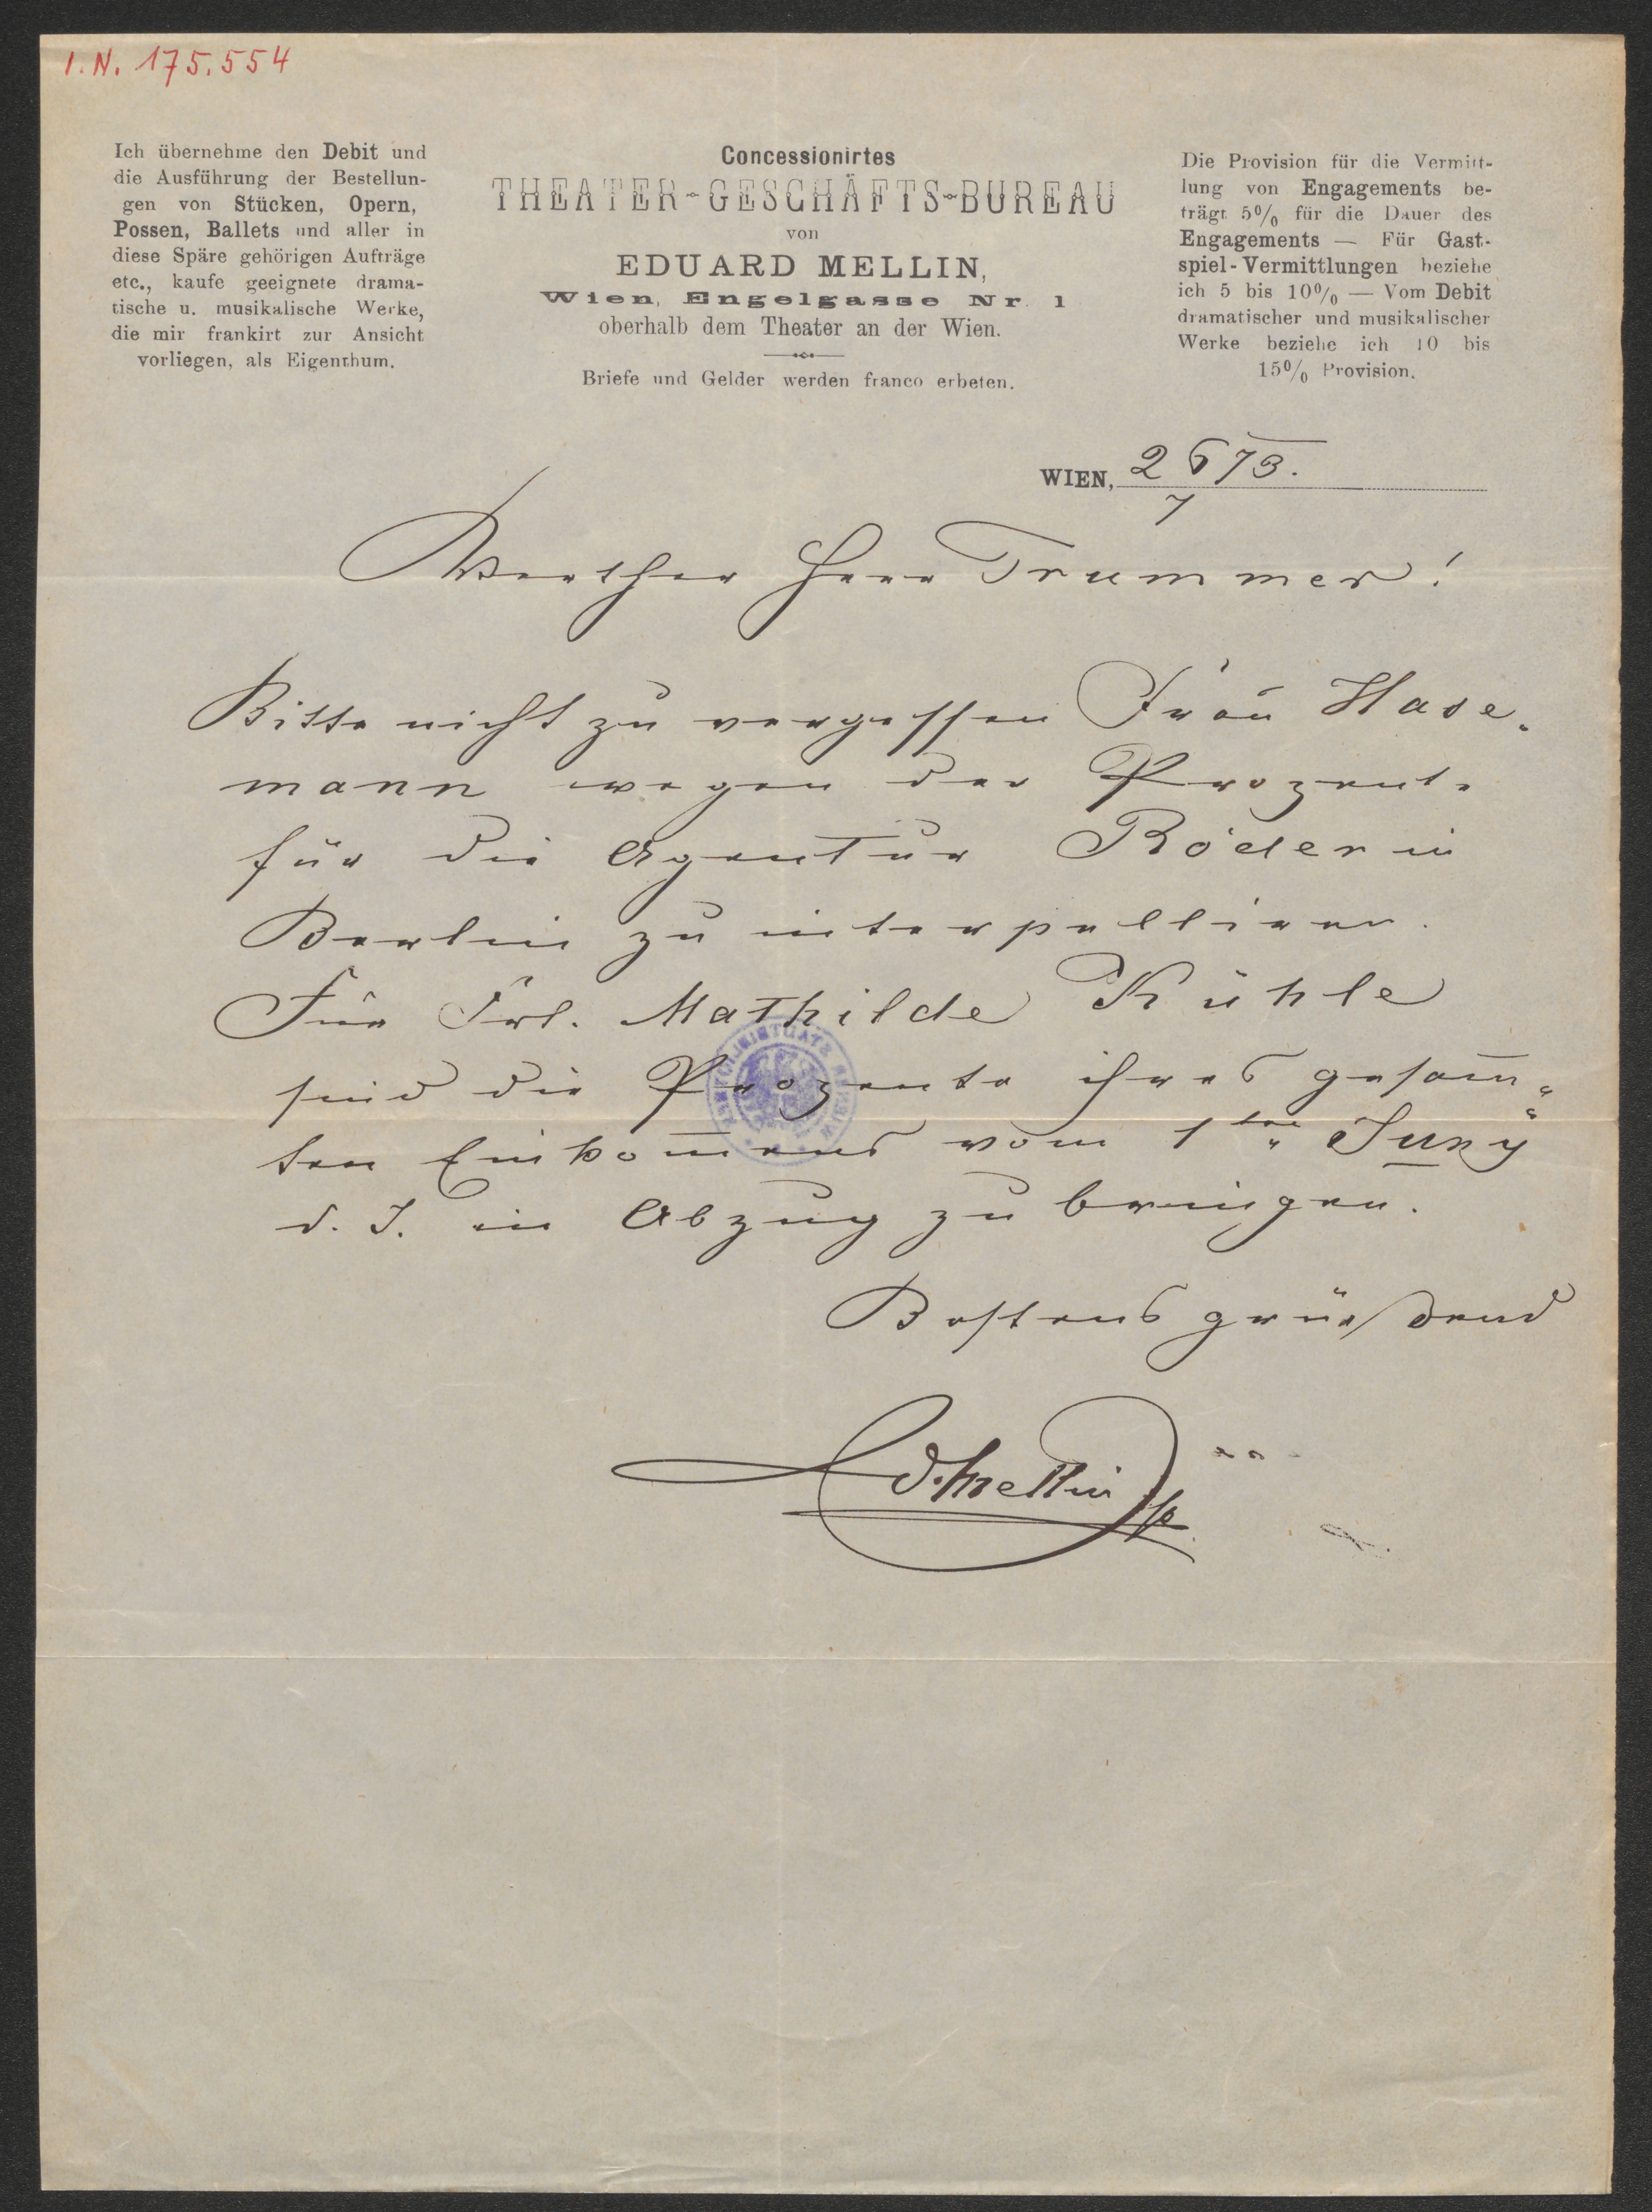 I. N. 175.554
Ich übernehme den Debit und
die Ausführung der Bestellun-
gen von Stücken, Opern,
Possen, Ballets und aller in
diese Späre gehörigen Aufträge
etc., kaufe geeignete drama-
tische u. musikalische Werke,
die mir frankirt zur Ansicht
vorliegen, als Eigenthum.
Concessionirtes
THEATER-GESCHÄFTS-BUREAU
von
EDUARD MELLIN,
Wien, Engelgasse Nr. 1
oberhalb dem Theater an der Wien.
Briefe und Gelder werden franco erbeten.
Die Provision für die Vermitt-
lung von Engagements be-
trägt 5% für die Dauer des
Engagements — Für Gast-
spiel-Vermittlungen beziehe
ich 5 bis 10% — Vom Debit
dramatischer und musikalischer
Werke beziehe ich 10 bis
15% Provision.
WIEN, 26/7 73.
Werther Herr Trummer!
Bitte nicht zu vergessen Frau Hase-
mann wegen der Prozente
für die Agentur Röder in
Berlin zu interpelliren.
Für Frl. Mathilde Kühle
sind die Prozente ihres gesam̅-
ten Einkom̅ens vom 1ten Juny
d. J. in Abzug zu bringen.
Bestens grüßend
Ed. Mellin